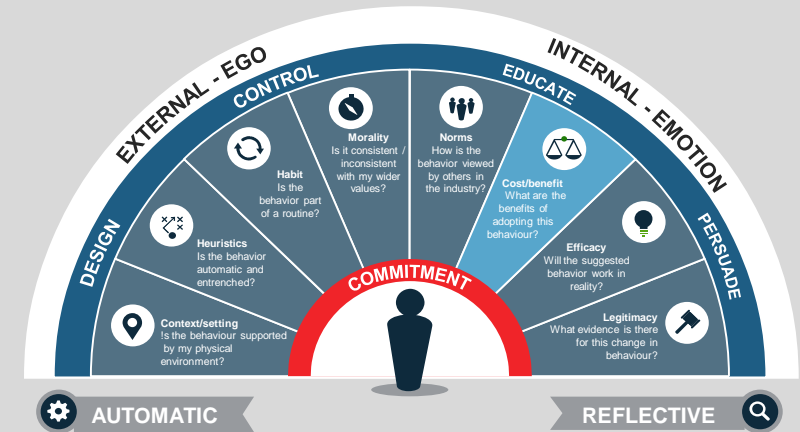 EXTERNAL - EGO
INTERNAL - EMOTION
DESIGN
CONTROL
EDUCATE
PERSUADE
Context/setting
Is the behaviour supported
by my physical
environment?
Heuristics
Is the behavior
automatic and
entrenched?
Habit
Is the
behavior part
of a routine?
Morality
Is it consistent /
inconsistent
with my wider
values?
Norms
How is the
behavior viewed
by others in
the industry?
Cost/benefit
What are the
benefits of
adopting this
behaviour?
Efficacy
Will the suggested
behavior work in
reality?
Legitimacy
What evidence is there
for this change in
behaviour?
COMMITMENT
AUTOMATIC
REFLECTIVE